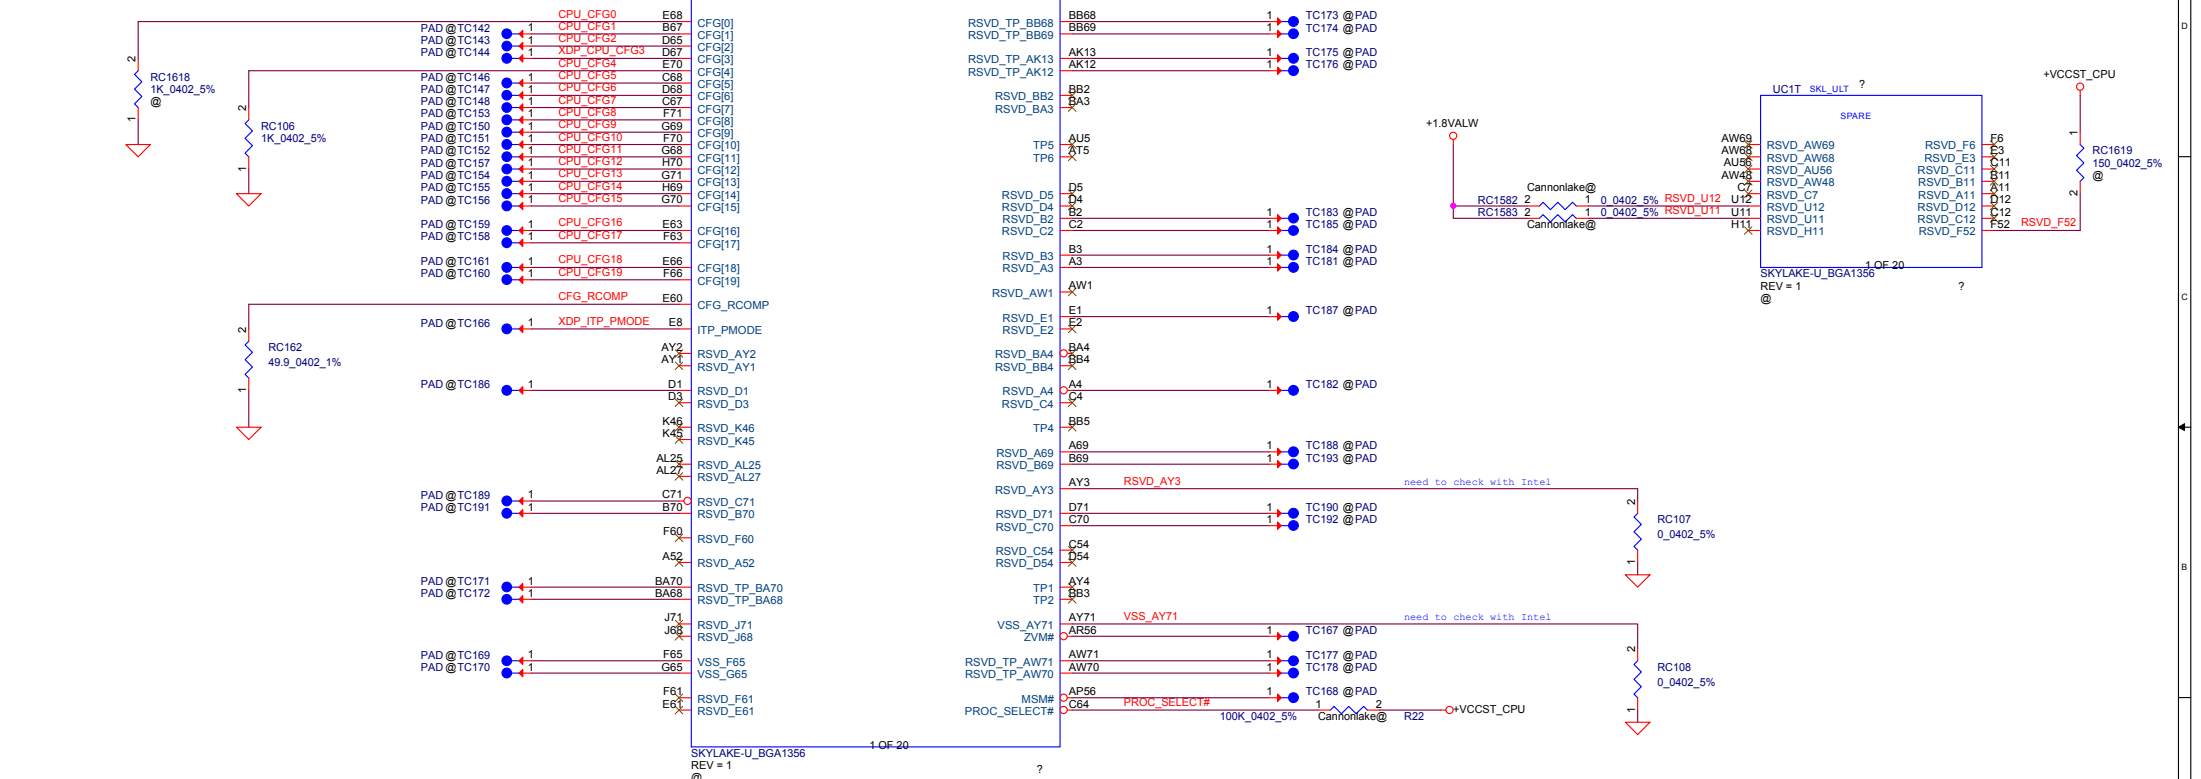 CPU_CFG0 E68 CFG[0]
PAD @TC142 1 CPU_CFG1 B67 CFG[1]
PAD @TC143 1 CPU_CFG2 D65 CFG[2]
PAD @TC144 1 XDP_CPU_CFG3 D67 CFG[3]
CPU_CFG4 E70 CFG[4]
PAD @TC146 1 CPU_CFG5 C68 CFG[5]
PAD @TC147 1 CPU_CFG6 D68 CFG[6]
PAD @TC148 1 CPU_CFG7 C67 CFG[7]
PAD @TC153 1 CPU_CFG8 F71 CFG[8]
PAD @TC150 1 CPU_CFG9 G69 CFG[9]
PAD @TC151 1 CPU_CFG10 F70 CFG[10]
PAD @TC152 1 CPU_CFG11 G68 CFG[11]
PAD @TC157 1 CPU_CFG12 H70 CFG[12]
PAD @TC154 1 CPU_CFG13 G71 CFG[13]
PAD @TC155 1 CPU_CFG14 H69 CFG[14]
PAD @TC156 1 CPU_CFG15 G70 CFG[15]
PAD @TC159 1 CPU_CFG16 E63 CFG[16]
PAD @TC158 1 CPU_CFG17 F63 CFG[17]
PAD @TC161 1 CPU_CFG18 E66 CFG[18]
PAD @TC160 1 CPU_CFG19 F66 CFG[19]
CFG_RCOMP E60 CFG_RCOMP
PAD @TC166 1 XDP_ITP_PMODE E8 ITP_PMODE
AY2 RSVD_AY2
AY1 RSVD_AY1
PAD @TC186 1 D1 RSVD_D1
D3 RSVD_D3
K46 RSVD_K46
K45 RSVD_K45
AL25 RSVD_AL25
AL27 RSVD_AL27
PAD @TC189 1 C71 RSVD_C71
PAD @TC191 1 B70 RSVD_B70
F60 RSVD_F60
A52 RSVD_A52
PAD @TC171 1 BA70 RSVD_TP_BA70
PAD @TC172 1 BA68 RSVD_TP_BA68
J71 RSVD_J71
J68 RSVD_J68
PAD @TC169 1 F65 VSS_F65
PAD @TC170 1 G65 VSS_G65
F61 RSVD_F61
E61 RSVD_E61
2
RC1618
1K_0402_5%
@
1
2
RC106
1K_0402_5%
1
2
RC162
49.9_0402_1%
1
RSVD_TP_BB68 BB68 1 TC173 @PAD
RSVD_TP_BB69 BB69 1 TC174 @PAD
RSVD_TP_AK13 AK13 1 TC175 @PAD
RSVD_TP_AK12 AK12 1 TC176 @PAD
RSVD_BB2 BB2
RSVD_BA3 BA3
TP5 AU5
TP6 AT5
RSVD_D5 D5
RSVD_D4 D4
RSVD_B2 B2 1 TC183 @PAD
RSVD_C2 C2 1 TC185 @PAD
RSVD_B3 B3 1 TC184 @PAD
RSVD_A3 A3 1 TC181 @PAD
RSVD_AW1 AW1
RSVD_E1 E1 1 TC187 @PAD
RSVD_E2 E2
RSVD_BA4 BA4
RSVD_BB4 BB4
RSVD_A4 A4 1 TC182 @PAD
RSVD_C4 C4
TP4 BB5
RSVD_A69 A69 1 TC188 @PAD
RSVD_B69 B69 1 TC193 @PAD
RSVD_AY3 AY3 RSVD_AY3 need to check with Intel
RSVD_D71 D71 1 TC190 @PAD
RSVD_C70 C70 1 TC192 @PAD
RSVD_C54 C54
RSVD_D54 D54
TP1 AY4
TP2 BB3
VSS_AY71 AY71 VSS_AY71 need to check with Intel
ZVM# AR56 1 TC167 @PAD
RSVD_TP_AW71 AW71 1 TC177 @PAD
RSVD_TP_AW70 AW70 1 TC178 @PAD
MSM# AP56 1 TC168 @PAD
PROC_SELECT# C64 PROC_SELECT# 1 2 +VCCST_CPU
100K_0402_5% Cannonlake@ R22
1 OF 20
SKYLAKE-U_BGA1356
REV = 1
@
?
2
RC107
0_0402_5%
1
2
RC108
0_0402_5%
1
+1.8VALW
Cannonlake@
RC1582 2 1 0_0402_5% RSVD_U12
RC1583 2 1 0_0402_5% RSVD_U11
Cannonlake@
UC1T SKL_ULT ?
SPARE
AW69 RSVD_AW69 RSVD_F6 F6
AW68 RSVD_AW68 RSVD_E3 E3
AU56 RSVD_AU56 RSVD_C11 C11
AW48 RSVD_AW48 RSVD_B11 B11
C7 RSVD_C7 RSVD_A11 A11
U12 RSVD_U12 RSVD_D12 D12
U11 RSVD_U11 RSVD_C12 C12
H11 RSVD_H11 RSVD_F52 F52 RSVD_F52
1 OF 20
SKYLAKE-U_BGA1356
REV = 1
@
?
+VCCST_CPU
1
RC1619
150_0402_5%
@
2
D
C
B